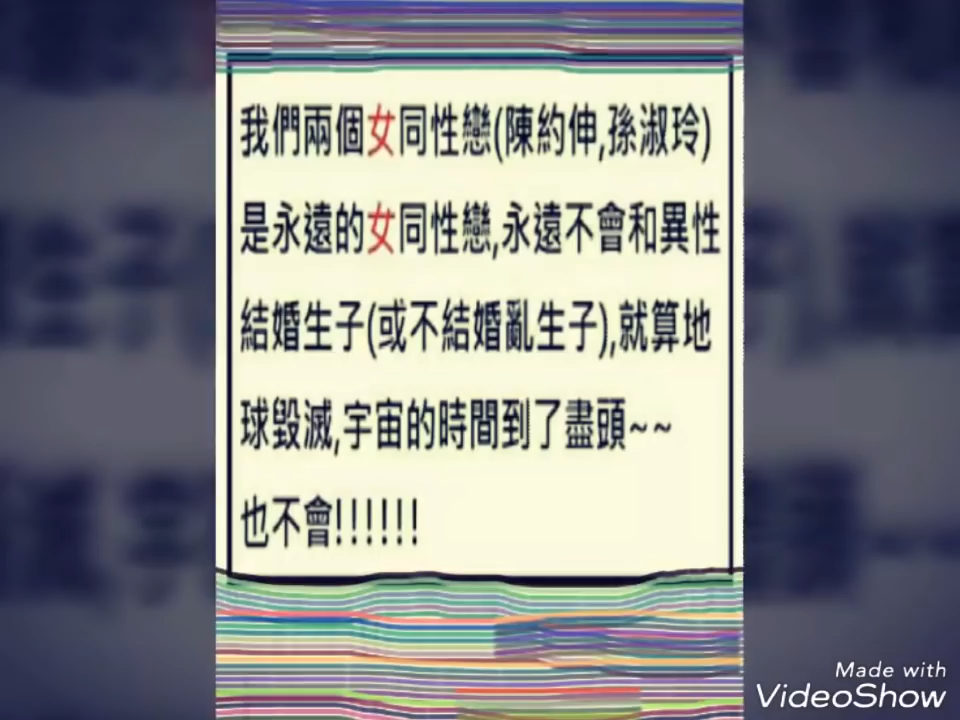 我們兩個女同性戀(陳約伸,孫淑玲)
是永遠的女同性戀,永遠不會和異性
結婚生子(或不結婚亂生子),就算地
球毀滅,宇宙的時間到了盡頭~~
也不會!!!!!!
Made with
VideoShow